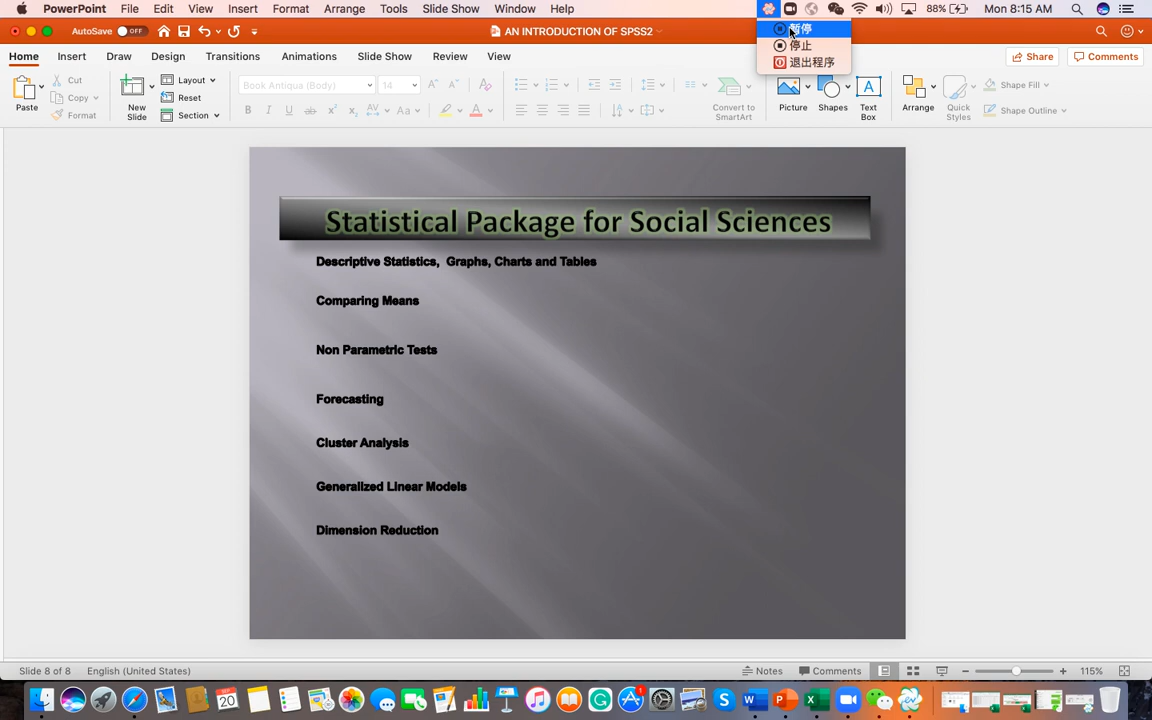 PowerPoint File Edit View Insert Format Arrange Tools Slide Show Window Help 88% Mon 8:15 AM
AutoSave OFF AN INTRODUCTION OF SPSS2
暂停
停止
退出程序
Home Insert Draw Design Transitions Animations Slide Show Review View Share Comments
Paste
Cut
Copy
Format
New
Slide
Layout
Reset
Section
Book Antiqua (Body) 14
Convert to
SmartArt
Picture
Shapes
Text
Box
Arrange
Quick
Styles
Shape Fill
Shape Outline
Statistical Package for Social Sciences
Descriptive Statistics, Graphs, Charts and Tables
Comparing Means
Non Parametric Tests
Forecasting
Cluster Analysis
Generalized Linear Models
Dimension Reduction
Slide 8 of 8 English (United States) Notes Comments 115%
SEP
20